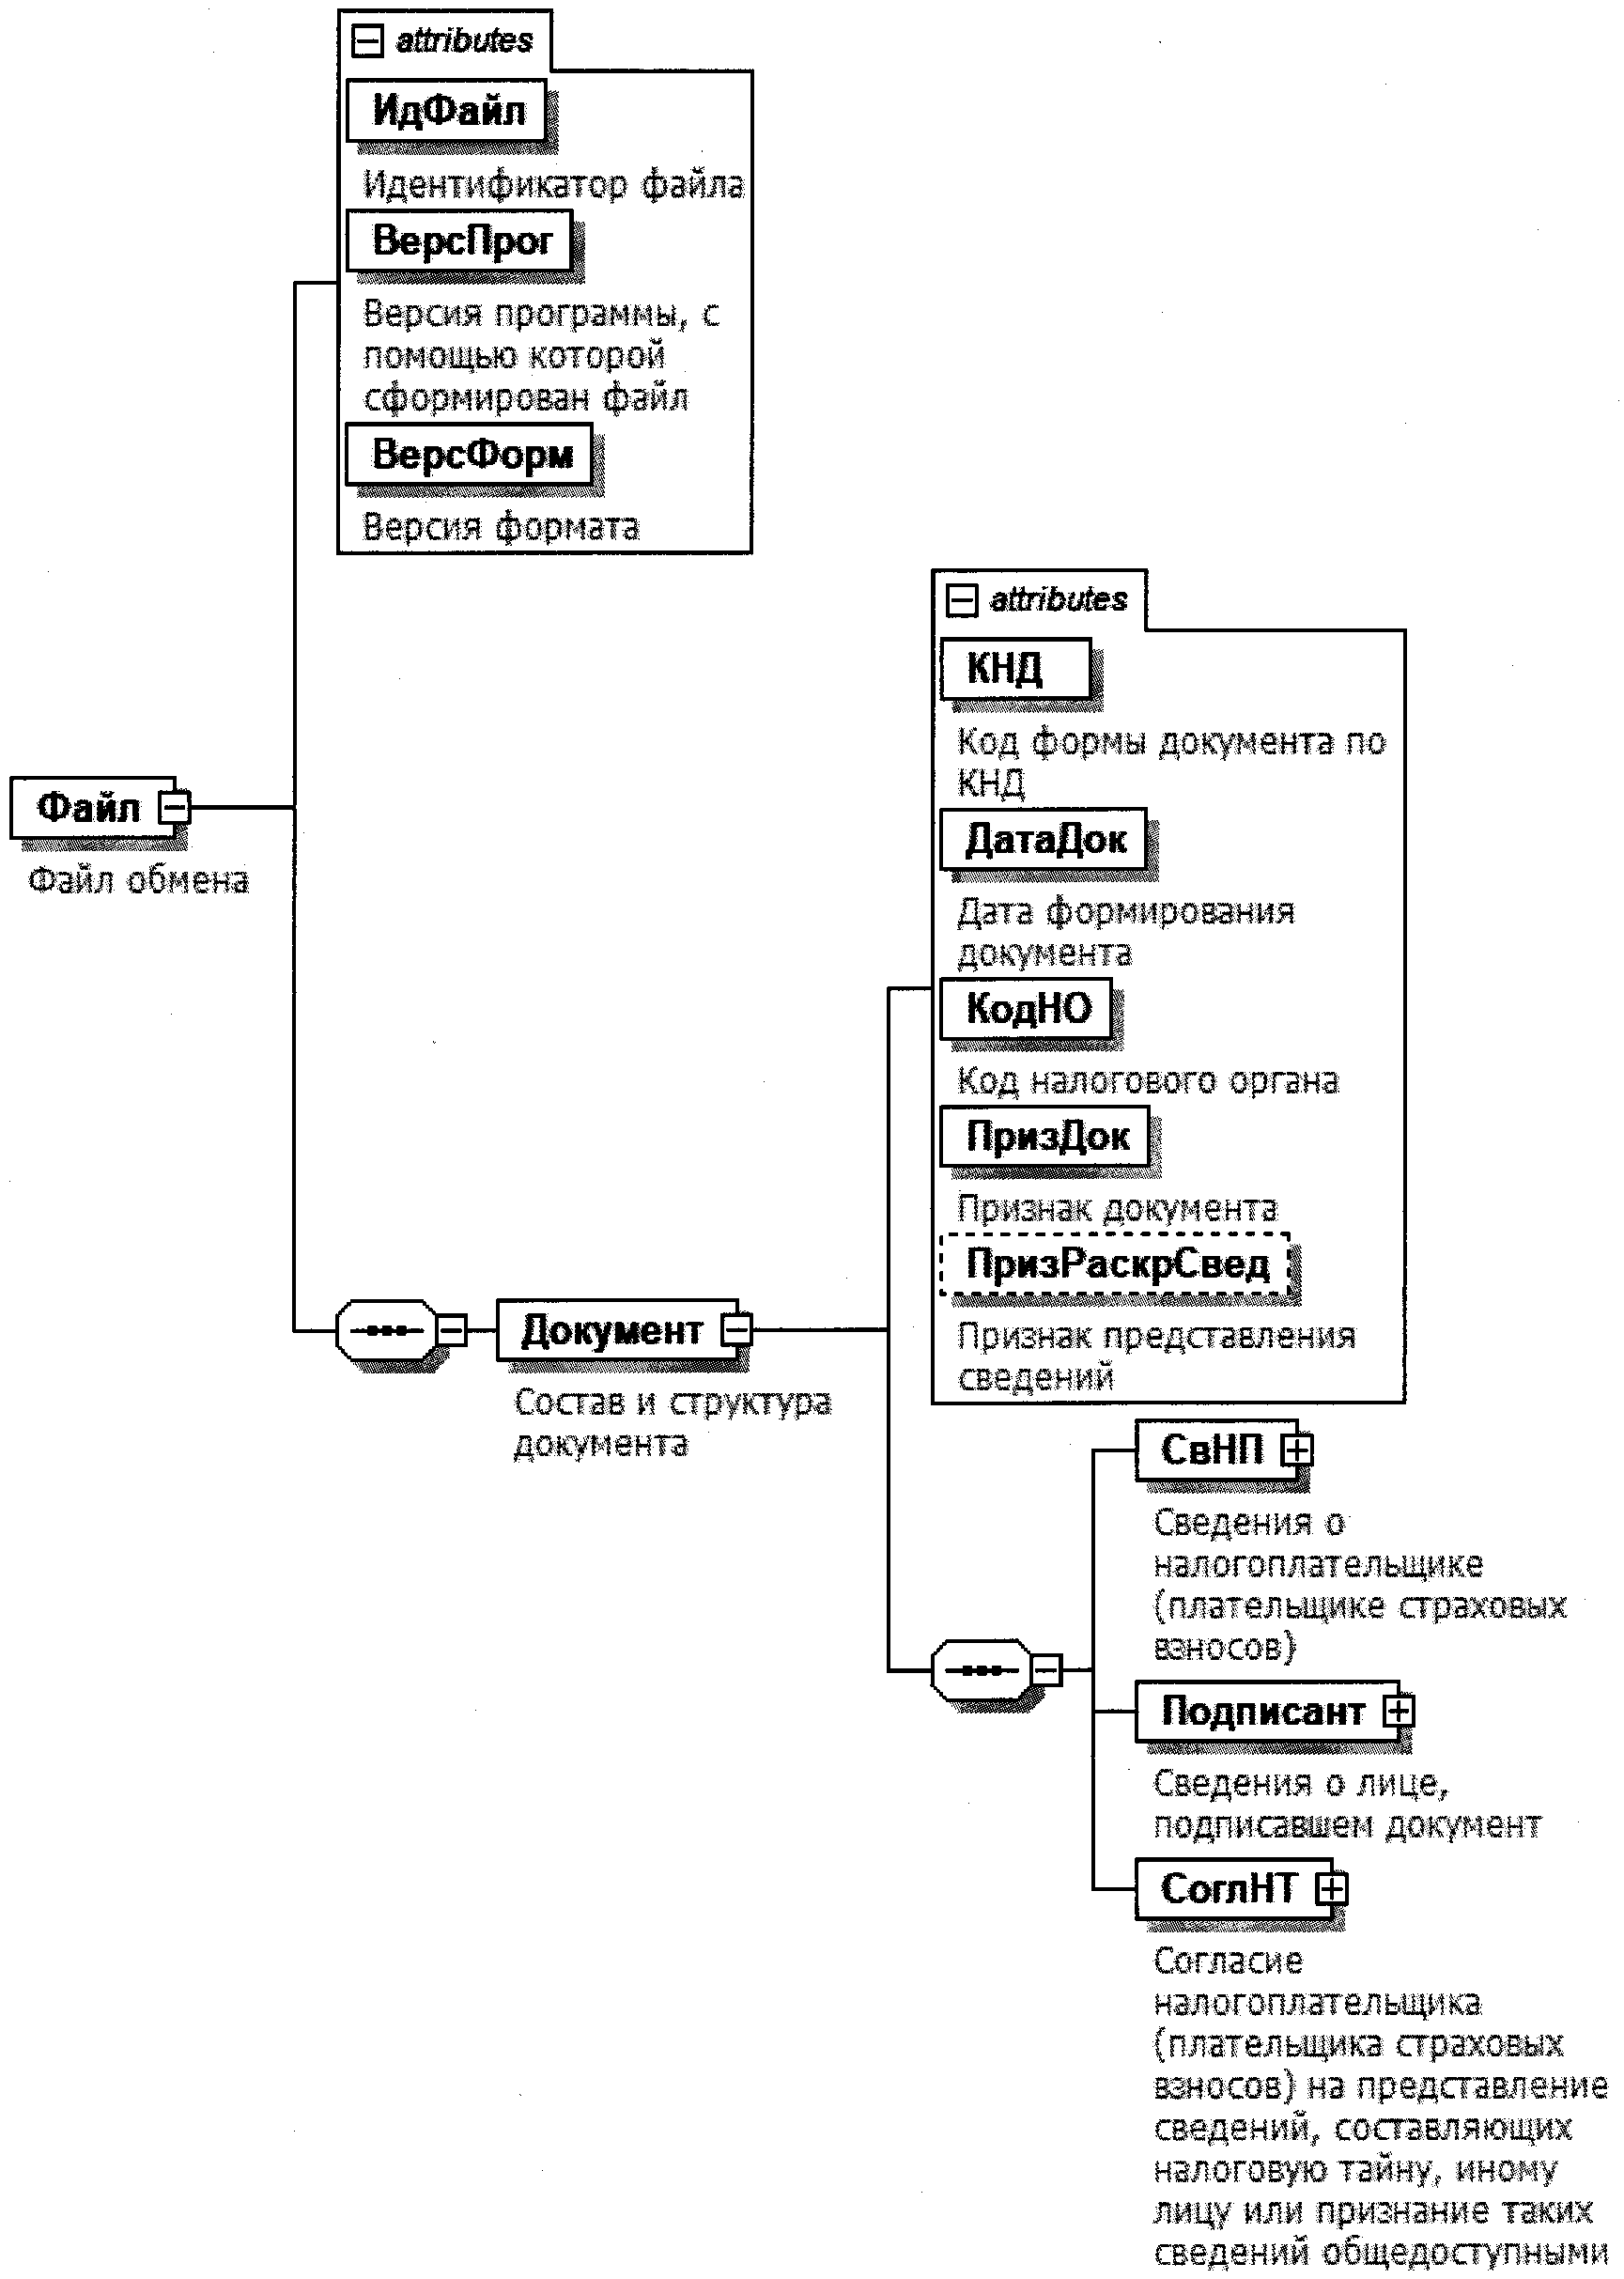 attributes
ИдФайл
Идентификатор файла
ВерсПрог
Версия программы, с
помощью которой
сформирован файл
ВерсФорм
Версия формата
Файл
Файл обмена
Документ
Состав и структура
документа
attributes
КНД
Код формы документа по
КНД
ДатаДок
Дата формирования
документа
КодНО
Код налогового органа
ПризДок
Признак документа
ПризРаскрСвед
Признак представления
сведений
СвНП
Сведения о
налогоплательщике
(плательщике страховых
взносов)
Подписант
Сведения о лице,
подписавшем документ
СоглНТ
Согласие
налогоплательщика
(плательщика страховых
взносов) на представление
сведений, составляющих
налоговую тайну, иному
лицу или признание таких
сведений общедоступными